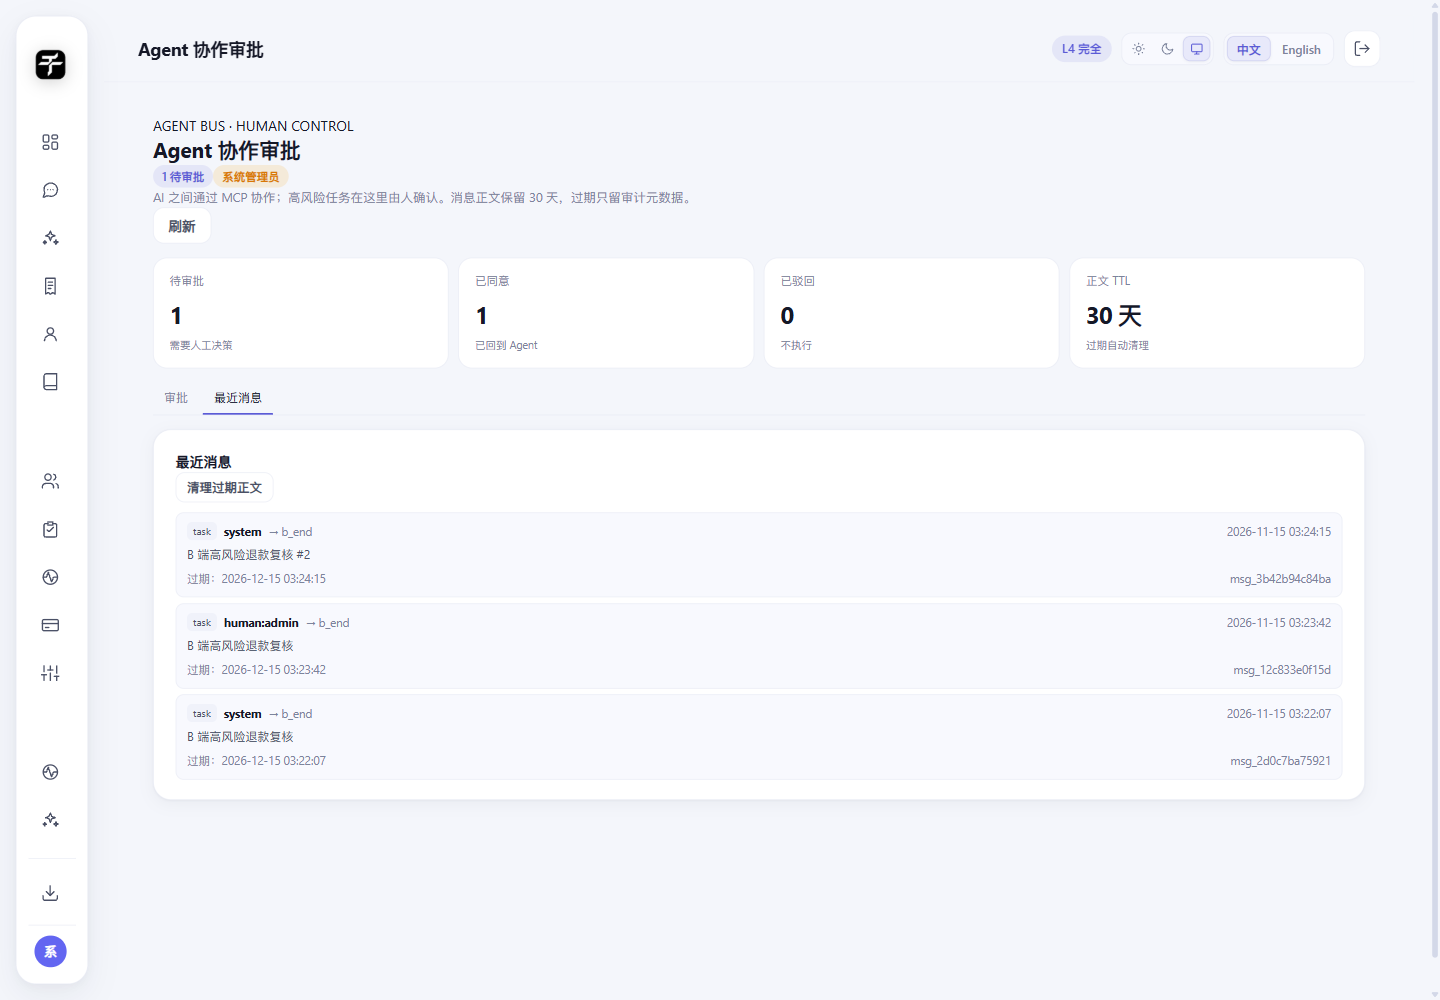 Agent 协作审批
L4 完全
中文
English
AGENT BUS · HUMAN CONTROL
Agent 协作审批
1 待审批
系统管理员
AI 之间通过 MCP 协作；高风险任务在这里由人确认。消息正文保留 30 天，过期只留审计元数据。
刷新
待审批
1
需要人工决策
已同意
1
已回到 Agent
已驳回
0
不执行
正文 TTL
30 天
过期自动清理
审批
最近消息
最近消息
清理过期正文
task system → b_end 2026-11-15 03:24:15
B 端高风险退款复核 #2
过期：2026-12-15 03:24:15 msg_3b42b94c84ba
task human:admin → b_end 2026-11-15 03:23:42
B 端高风险退款复核
过期：2026-12-15 03:23:42 msg_12c833e0f15d
task system → b_end 2026-11-15 03:22:07
B 端高风险退款复核
过期：2026-12-15 03:22:07 msg_2d0c7ba75921
系